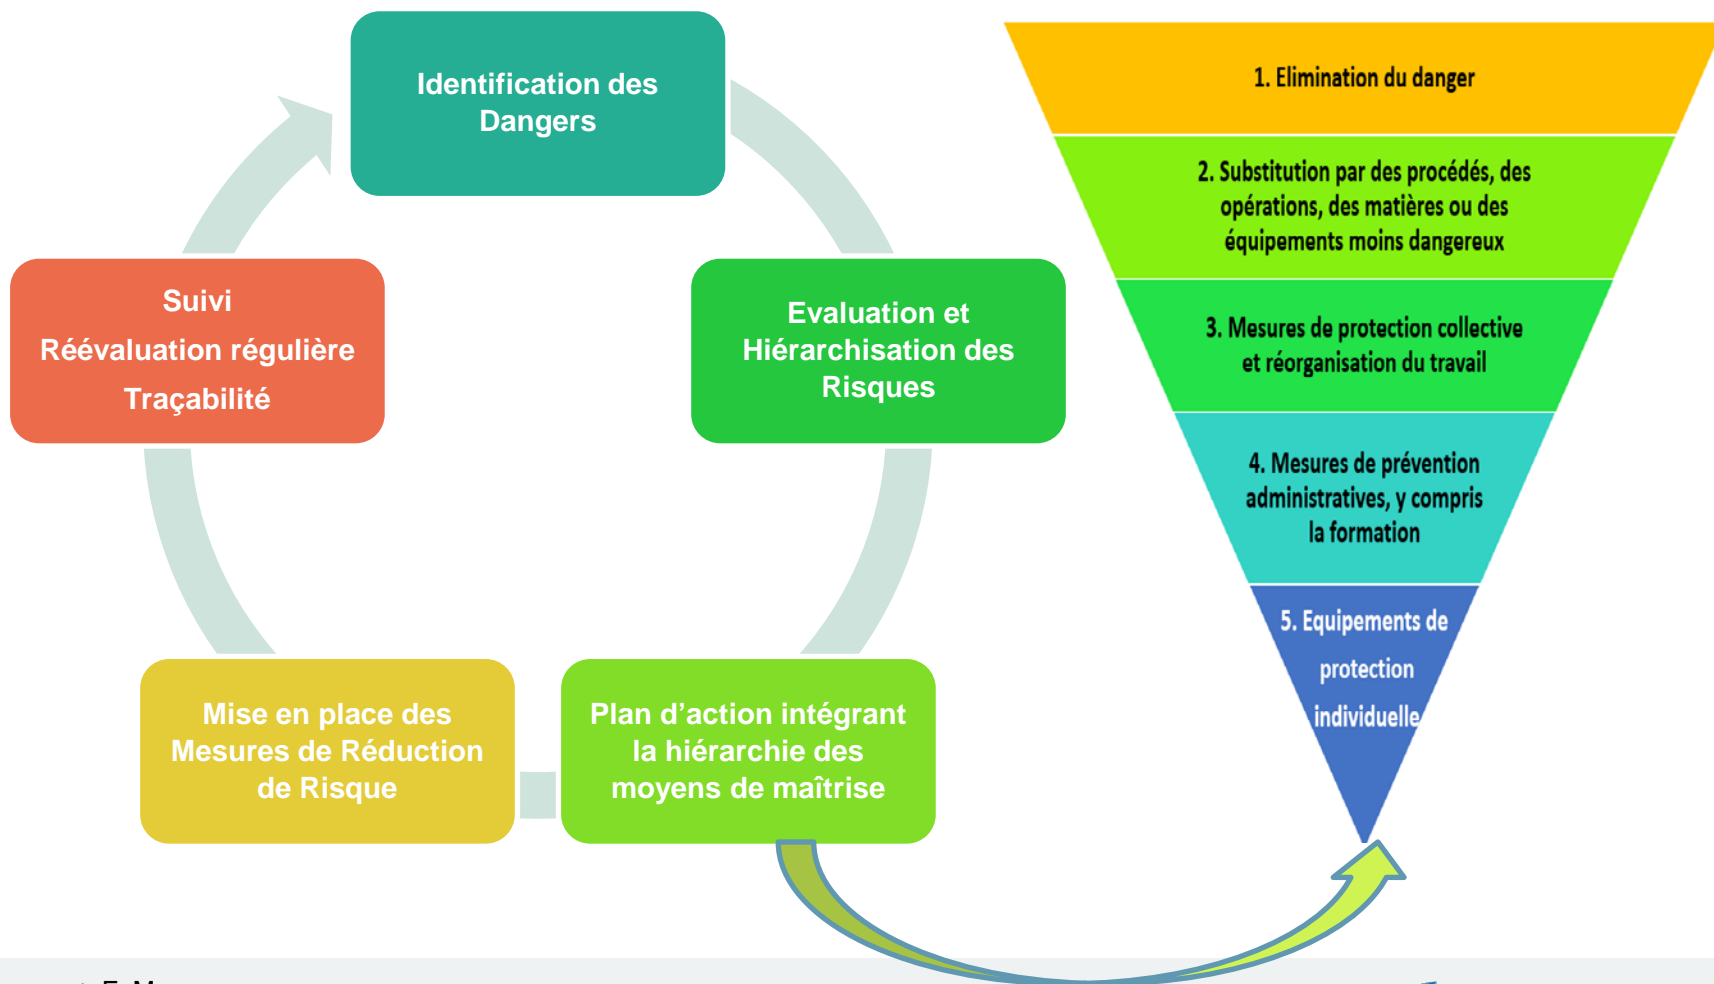 Identification des
Dangers
Evaluation et
Hiérarchisation des
Risques
Plan d’action intégrant
la hiérarchie des
moyens de maîtrise
Mise en place des
Mesures de Réduction
de Risque
Suivi
Réévaluation régulière
Traçabilité
1. Elimination du danger
2. Substitution par des procédés, des
opérations, des matières ou des
équipements moins dangereux
3. Mesures de protection collective
et réorganisation du travail
4. Mesures de prévention
administratives, y compris
la formation
5. Equipements de
protection
individuelle